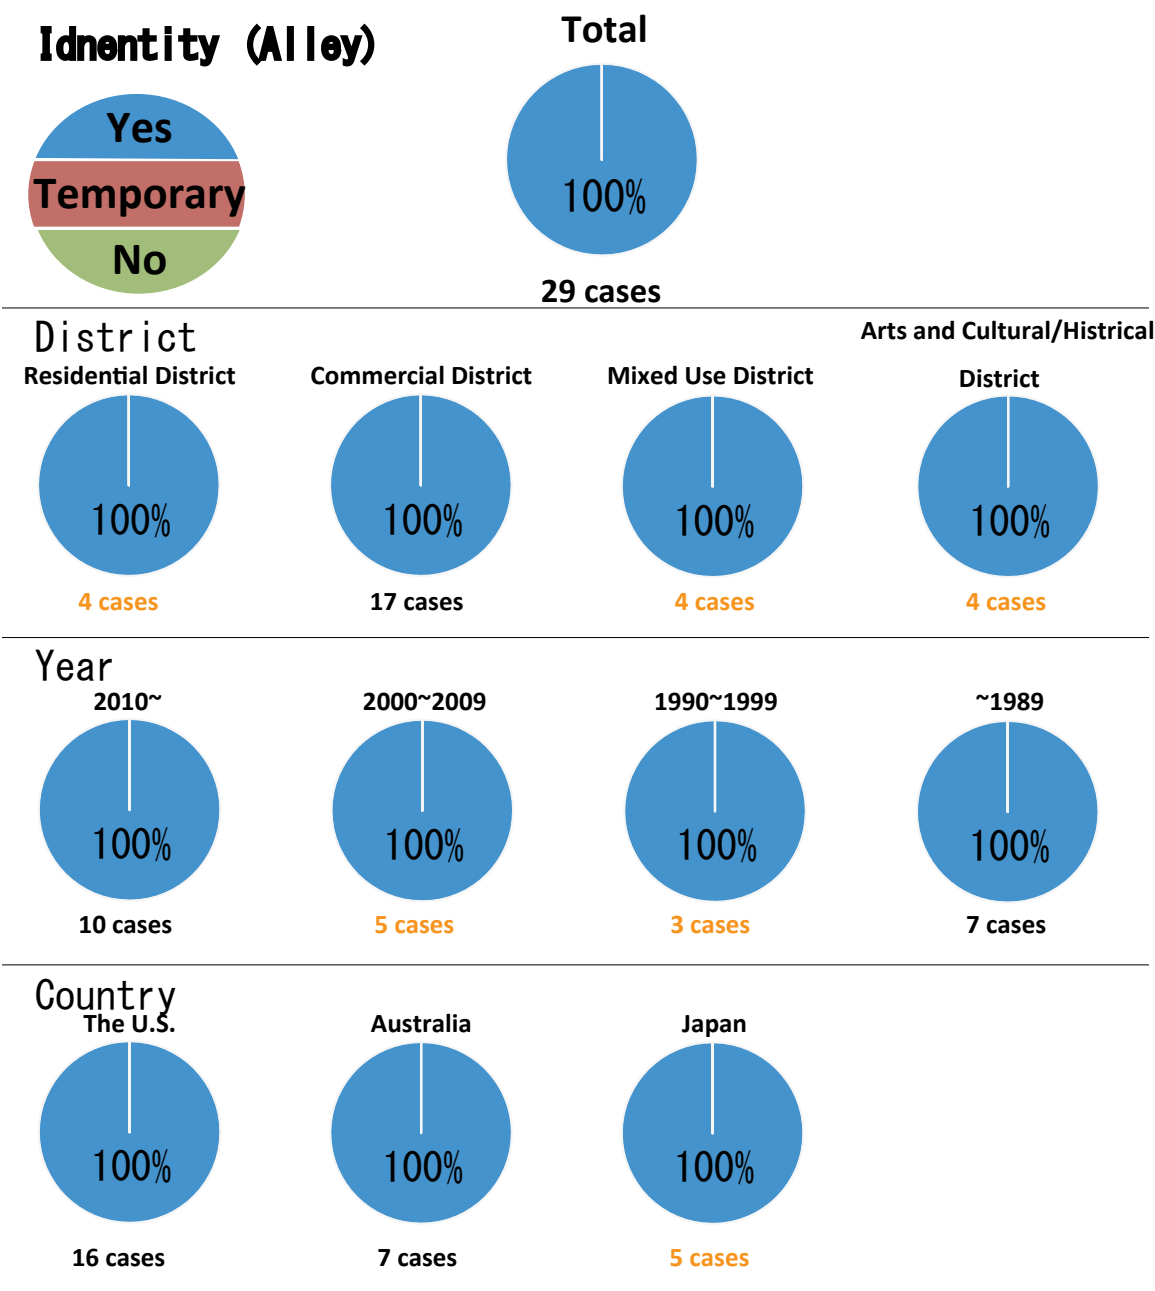 Idnentity (Alley)
Total
Yes
Temporary
No
100%
29 cases
District
Residential District
Commercial District
Mixed Use District
Arts and Cultural/Histrical
District
100%
100%
100%
100%
4 cases
17 cases
4 cases
4 cases
Year
2010~
2000~2009
1990~1999
~1989
100%
100%
100%
100%
10 cases
5 cases
3 cases
7 cases
Country
The U.S.
Australia
Japan
100%
100%
100%
16 cases
7 cases
5 cases